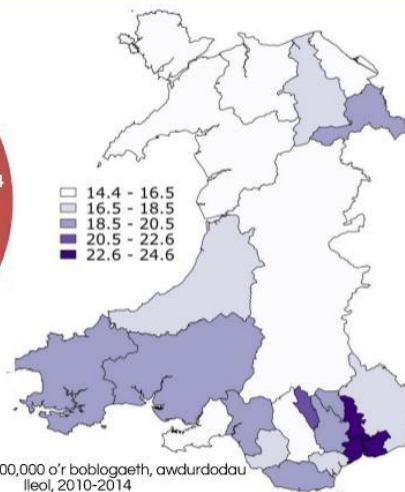 14.4 - 16.5
16.5 - 18.5
18.5 - 20.5
20.5 - 22.6
22.6 - 24.6
00,000 o'r boblogaeth, awdurdodau
lleol, 2010-2014